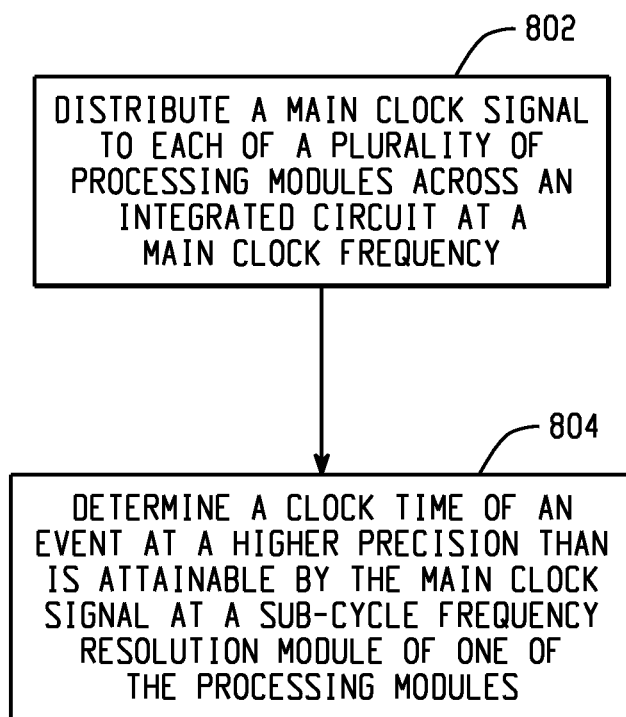 802
DISTRIBUTE A MAIN CLOCK SIGNAL
TO EACH OF A PLURALITY OF
PROCESSING MODULES ACROSS AN
INTEGRATED CIRCUIT AT A
MAIN CLOCK FREQUENCY
804
DETERMINE A CLOCK TIME OF AN
EVENT AT A HIGHER PRECISION THAN
IS ATTAINABLE BY THE MAIN CLOCK
SIGNAL AT A SUB-CYCLE FREQUENCY
RESOLUTION MODULE OF ONE OF
THE PROCESSING MODULES